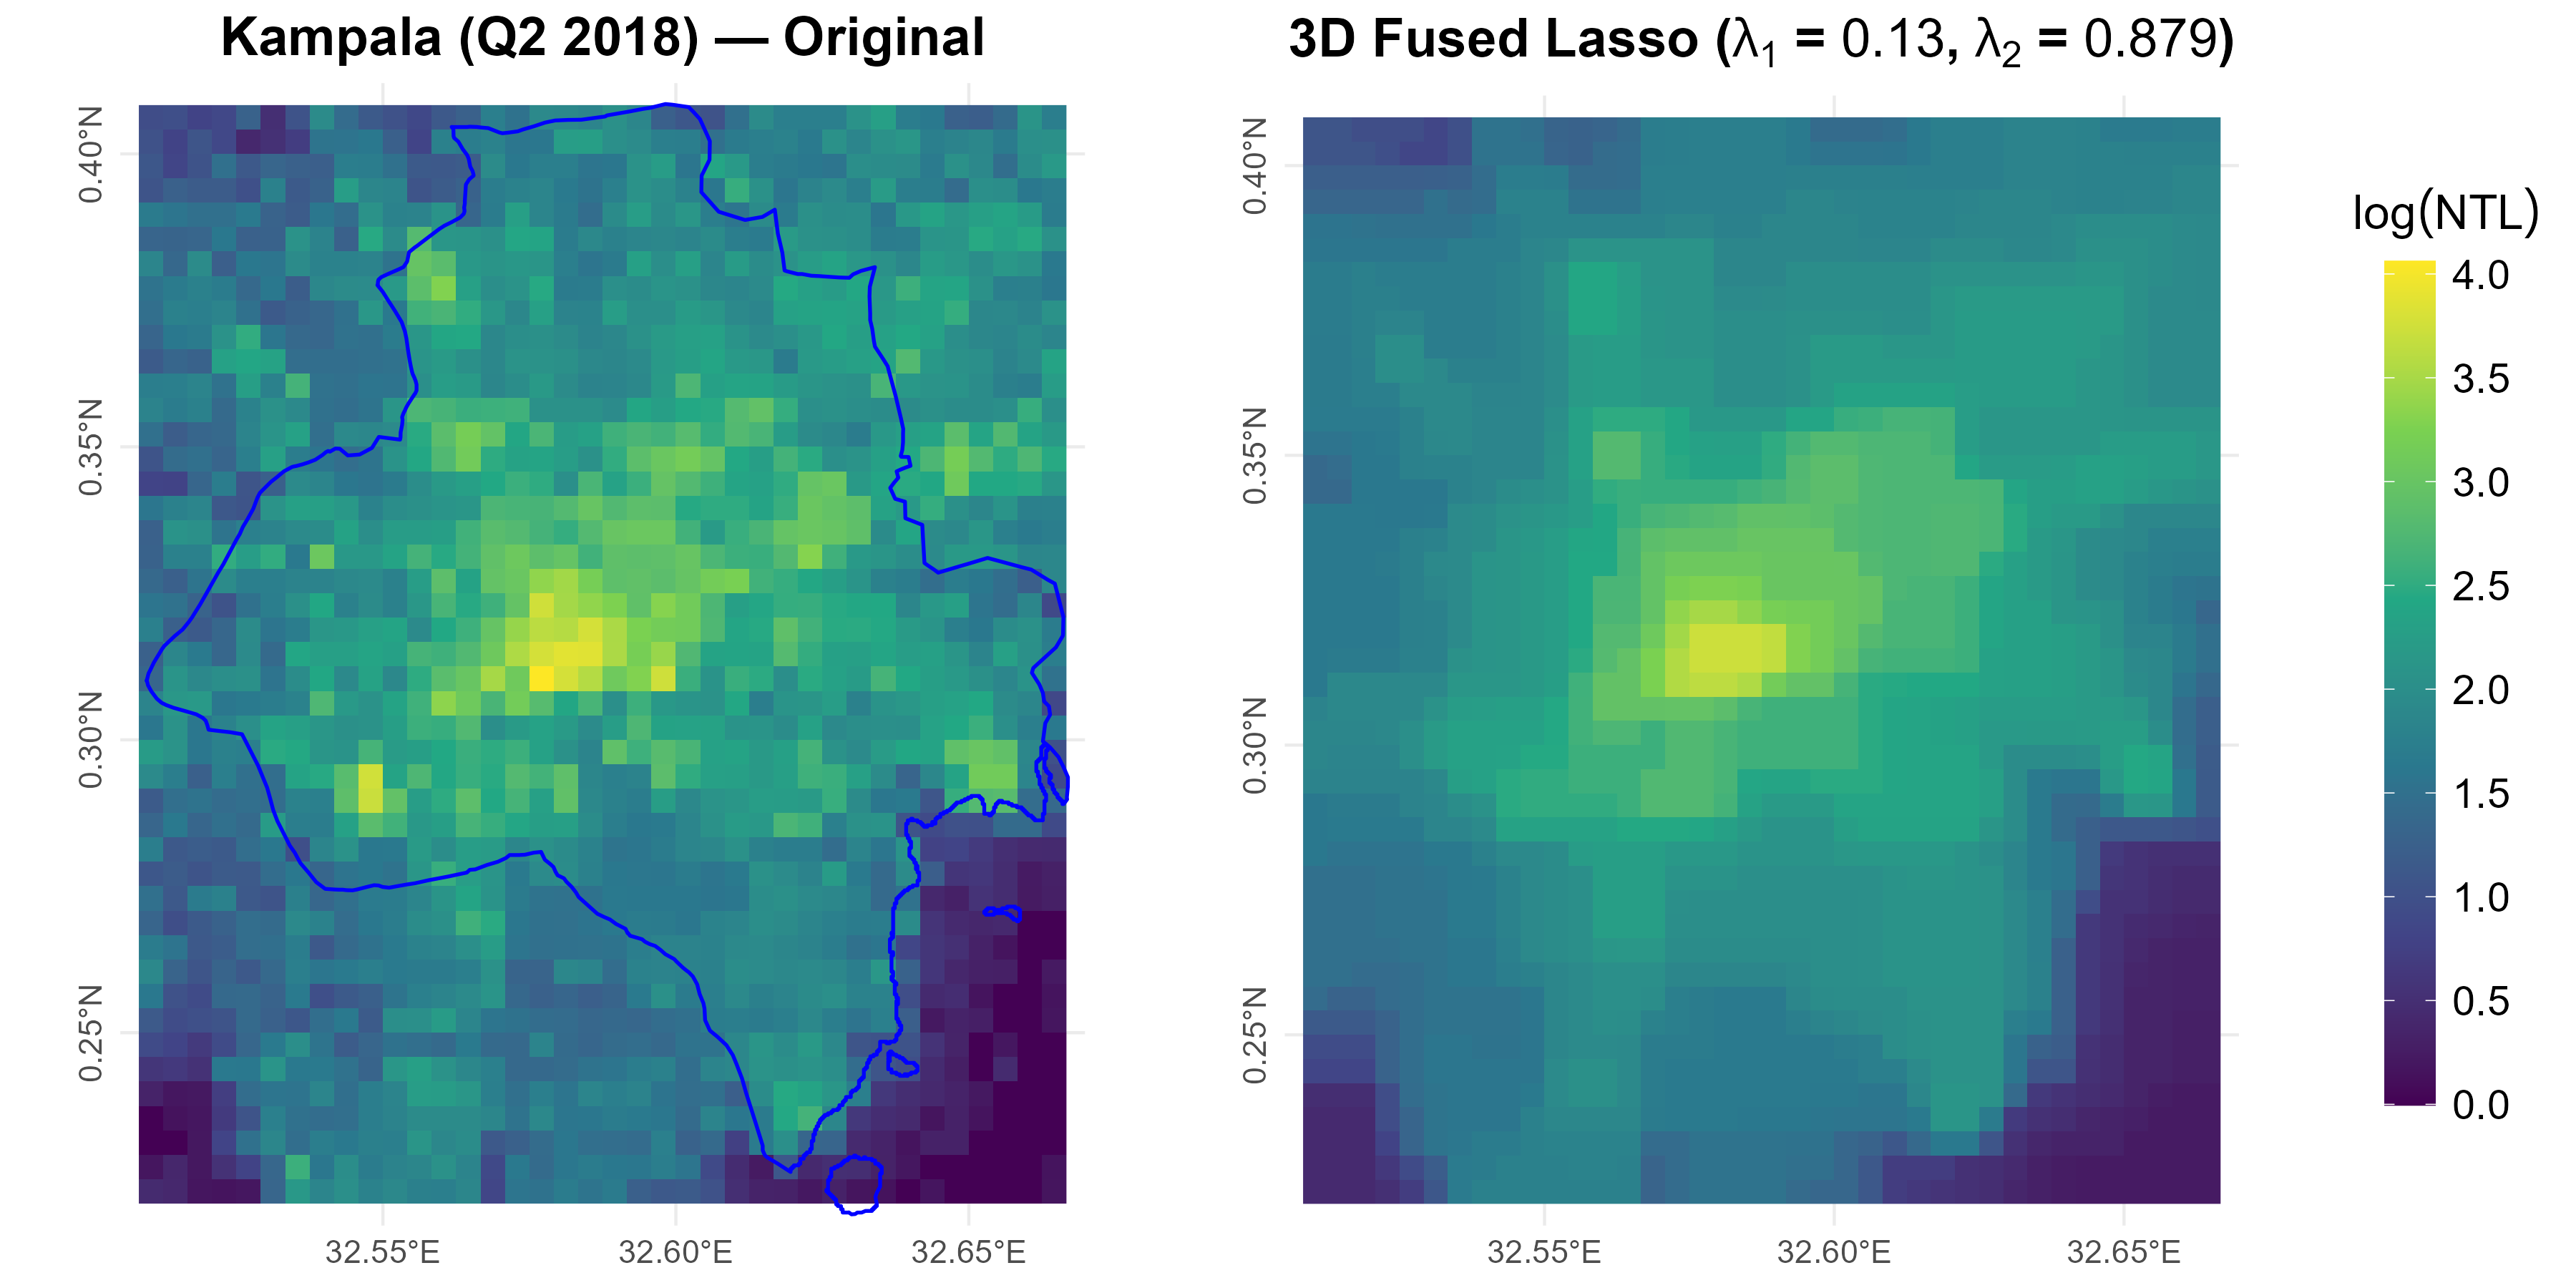 Kampala (Q2 2018) — Original
0.40°N
0.35°N
0.30°N
0.25°N
32.55°E
32.60°E
32.65°E
3D Fused Lasso (λ₁ = 0.13, λ₂ = 0.879)
0.40°N
0.35°N
0.30°N
0.25°N
32.55°E
32.60°E
32.65°E
log(NTL)
4.0
3.5
3.0
2.5
2.0
1.5
1.0
0.5
0.0